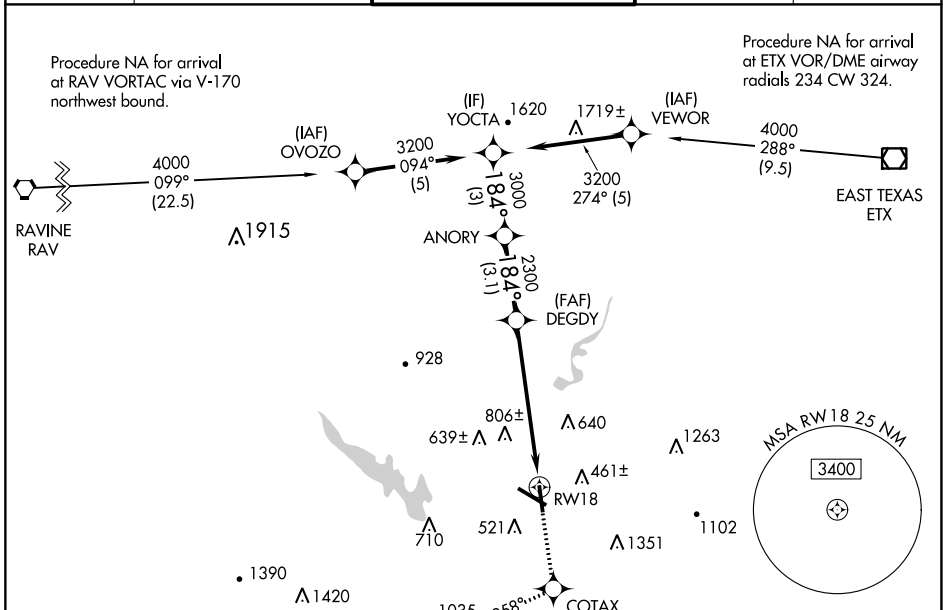 Procedure NA for arrival
at RAV VORTAC via V-170
northwest bound.
Procedure NA for arrival
at ETX VOR/DME airway
radials 234 CW 324.
(IAF)
OVOZO
(IF)
YOCTA
1620
1719±
(IAF)
VEWOR
4000
099°
(22.5)
3200
094°
(5)
3200
274° (5)
4000
288°
(9.5)
RAVINE
RAV
EAST TEXAS
ETX
1915
3000
184°
(3)
ANORY
2300
184°
(3.1)
(FAF)
DEGDY
928
806±
639±
640
1263
461±
RW18
MSA RW18 25 NM
3400
710
521
1351
1102
1390
1420
COTAX